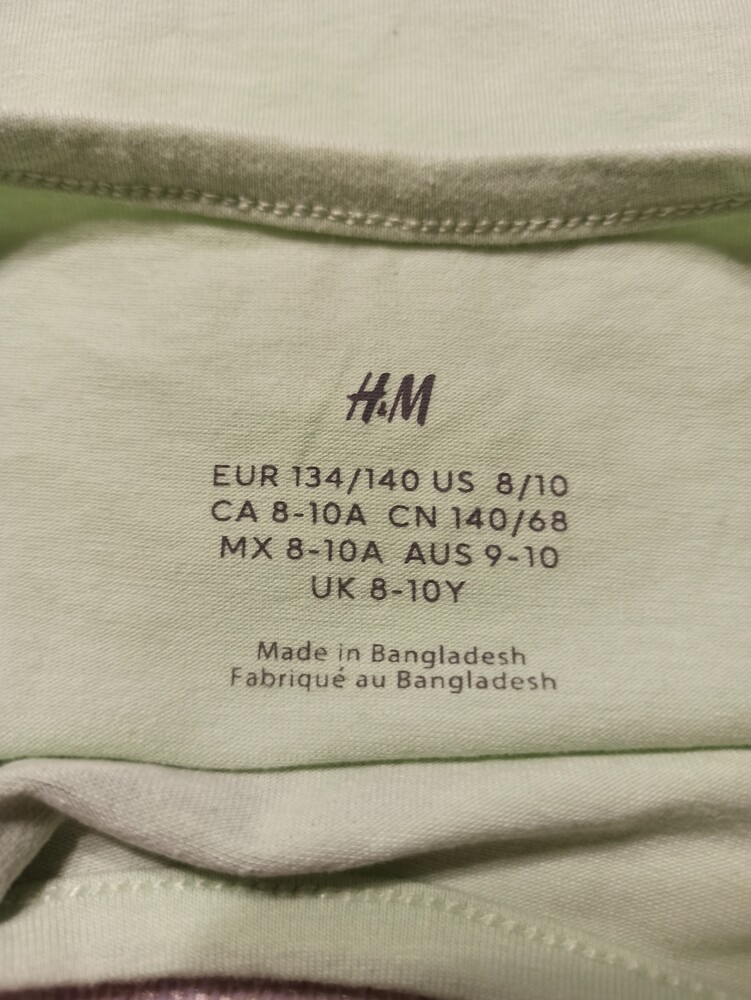 H&M
EUR 134/140 US 8/10
CA 8-10A CN 140/68
MX 8-10A AUS 9-10
UK 8-10Y
Made in Bangladesh
Fabriqué au Bangladesh